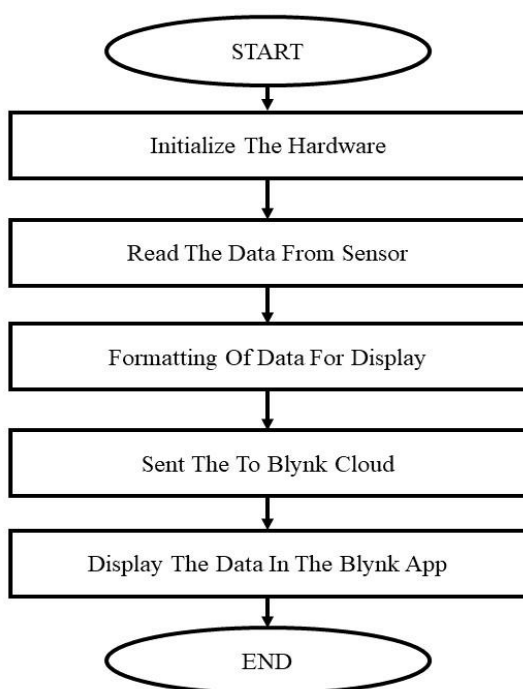 START
Initialize The Hardware
Read The Data From Sensor
Formatting Of Data For Display
Sent The To Blynk Cloud
Display The Data In The Blynk App
END